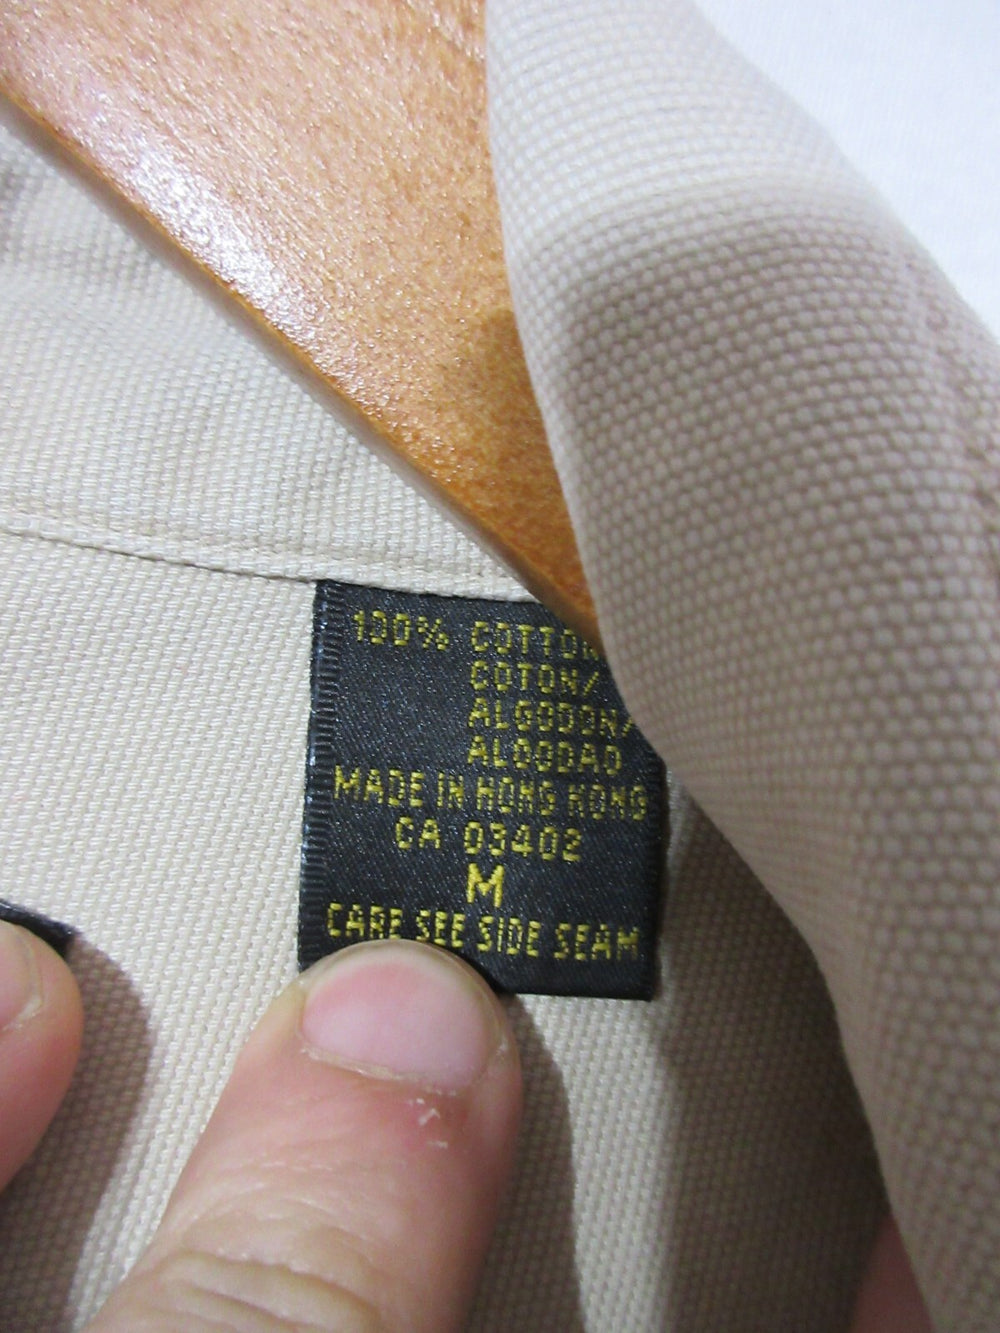 100% COTTON
COTON/
ALGODON/
ALGODAO
MADE IN HONG KONG
CA 03402
M
CARE SEE SIDE SEAM